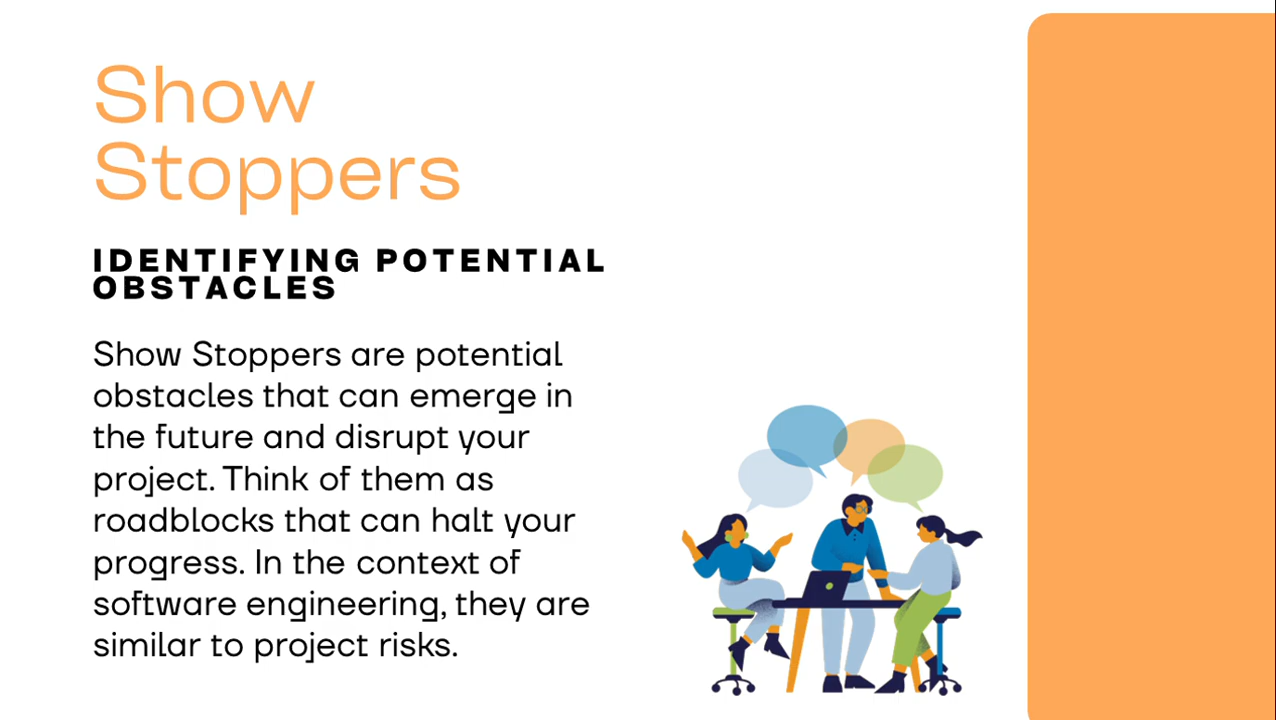 Show
Stoppers
IDENTIFYING POTENTIAL
OBSTACLES
Show Stoppers are potential
obstacles that can emerge in
the future and disrupt your
project. Think of them as
roadblocks that can halt your
progress. In the context of
software engineering, they are
similar to project risks.